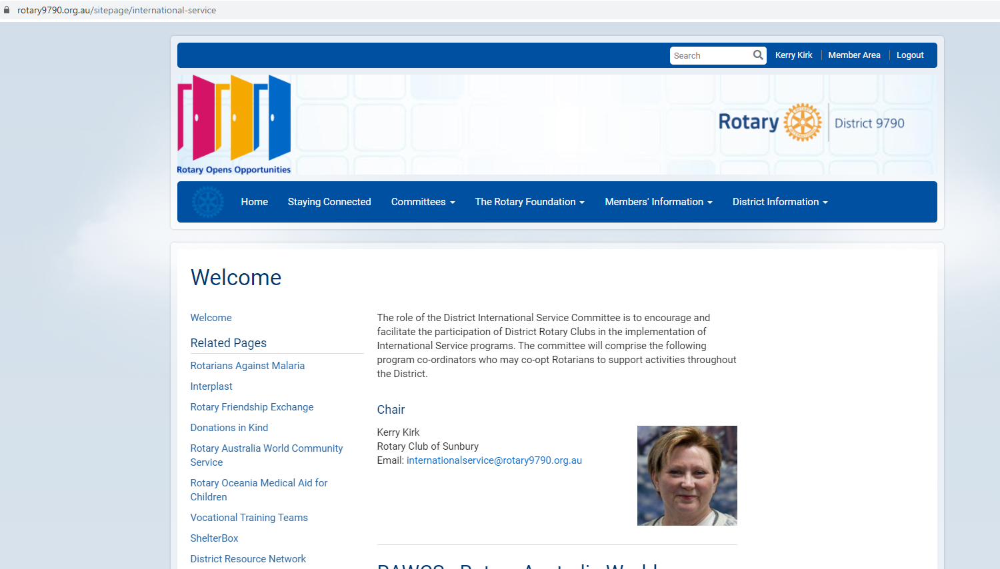 rotary9790.org.au/sitepage/international-service
Search
Kerry Kirk
Member Area
Logout
Rotary Opens Opportunities
Rotary
ROTARY
INTERNATIONAL
District 9790
Home
Staying Connected
Committees
The Rotary Foundation
Members' Information
District Information
Welcome
Welcome
Related Pages
Rotarians Against Malaria
Interplast
Rotary Friendship Exchange
Donations in Kind
Rotary Australia World Community
Service
Rotary Oceania Medical Aid for
Children
Vocational Training Teams
ShelterBox
District Resource Network
The role of the District International Service Committee is to encourage and
facilitate the participation of District Rotary Clubs in the implementation of
International Service programs. The committee will comprise the following
program co-ordinators who may co-opt Rotarians to support activities throughout
the District.
Chair
Kerry Kirk
Rotary Club of Sunbury
Email: internationalservice@rotary9790.org.au
RAWCS - Rotary Australia World